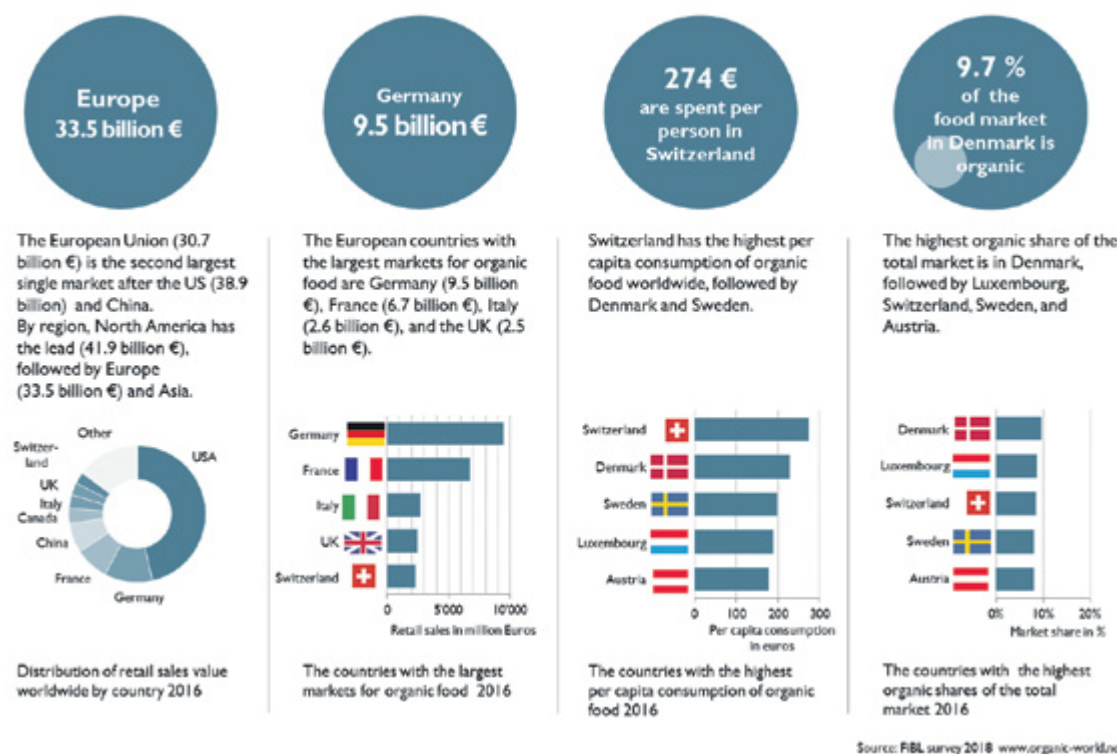 Europe
33.5 billion €
Germany
9.5 billion €
274 €
are spent per
person in
Switzerland
9.7 %
of the
food market
in Denmark is
organic
The European Union (30.7
billion €) is the second largest
single market after the US (38.9
billion) and China.
By region, North America has
the lead (41.9 billion €),
followed by Europe
(33.5 billion €) and Asia.
The European countries with
the largest markets for organic
food are Germany (9.5 billion
€), France (6.7 billion €), Italy
(2.6 billion €), and the UK (2.5
billion €).
Switzerland has the highest per
capita consumption of organic
food worldwide, followed by
Denmark and Sweden.
The highest organic share of the
total market is in Denmark,
followed by Luxembourg,
Switzerland, Sweden, and
Austria.
Other
Switzer-
land
UK
Italy
Canada
China
France
Germany
USA
Distribution of retail sales value
worldwide by country 2016
Germany
France
Italy
UK
Switzerland
0 5'000 10'000
Retail sales in million Euros
The countries with the largest
markets for organic food 2016
Switzerland
Denmark
Sweden
Luxembourg
Austria
0 100 200 300
Per capita consumption
in euros
The countries with the highest
per capita consumption of organic
food 2016
Denmark
Luxembourg
Switzerland
Sweden
Austria
0% 10% 20%
Market share in %
The countries with the highest
organic shares of the total
market 2016
Source: FiBL survey 2018 www.organic-world.ne